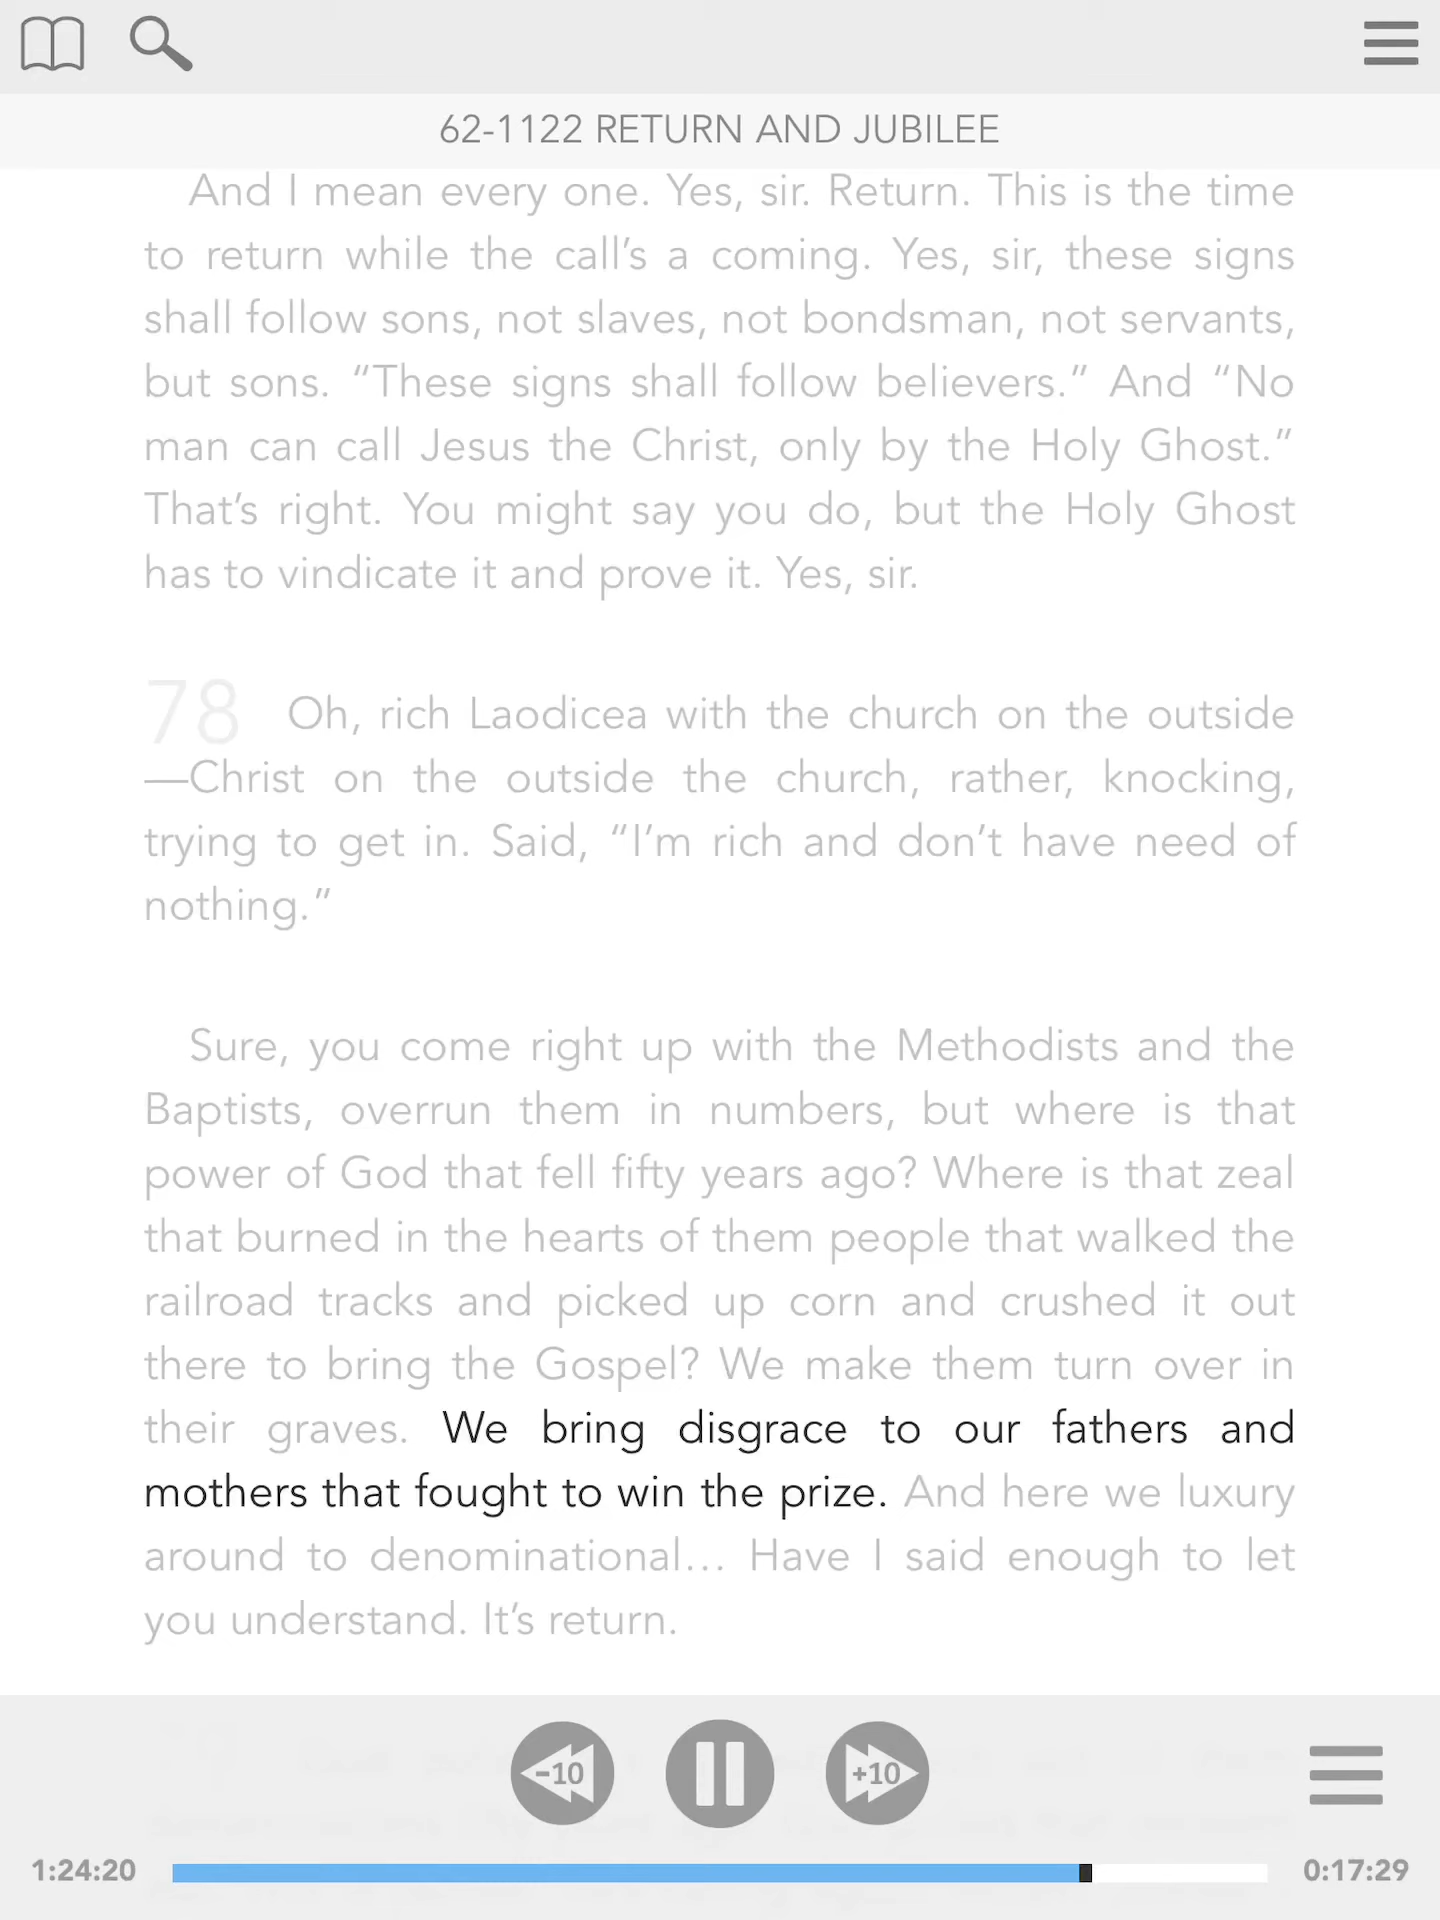 62-1122 RETURN AND JUBILEE
And I mean every one. Yes, sir. Return. This is the time
to return while the call’s a coming. Yes, sir, these signs
shall follow sons, not slaves, not bondsman, not servants,
but sons. “These signs shall follow believers.” And “No
man can call Jesus the Christ, only by the Holy Ghost.”
That’s right. You might say you do, but the Holy Ghost
has to vindicate it and prove it. Yes, sir.
78 Oh, rich Laodicea with the church on the outside
—Christ on the outside the church, rather, knocking,
trying to get in. Said, “I’m rich and don’t have need of
nothing.”
Sure, you come right up with the Methodists and the
Baptists, overrun them in numbers, but where is that
power of God that fell fifty years ago? Where is that zeal
that burned in the hearts of them people that walked the
railroad tracks and picked up corn and crushed it out
there to bring the Gospel? We make them turn over in
their graves. We bring disgrace to our fathers and
mothers that fought to win the prize. And here we luxury
around to denominational… Have I said enough to let
you understand. It’s return.
-10 +10
1:24:20 0:17:29